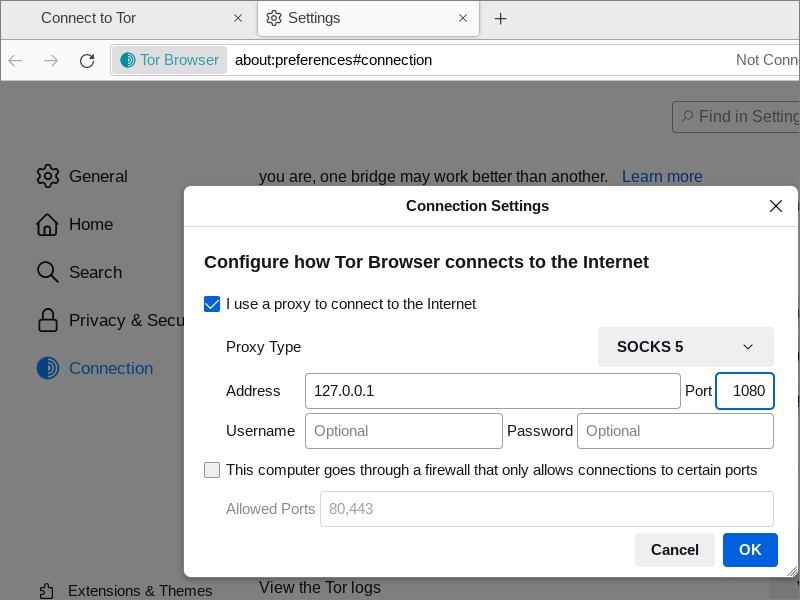 Connect to Tor
Settings
Tor Browser about:preferences#connection Not Conn
Find in Setting
General
you are, one bridge may work better than another. Learn more
Connection Settings
Home
Configure how Tor Browser connects to the Internet
Search
I use a proxy to connect to the Internet
Privacy & Secu
Proxy Type SOCKS 5
Connection
Address 127.0.0.1 Port 1080
Username Optional Password Optional
This computer goes through a firewall that only allows connections to certain ports
Allowed Ports 80,443
Cancel OK
Extensions & Themes
View the Tor logs